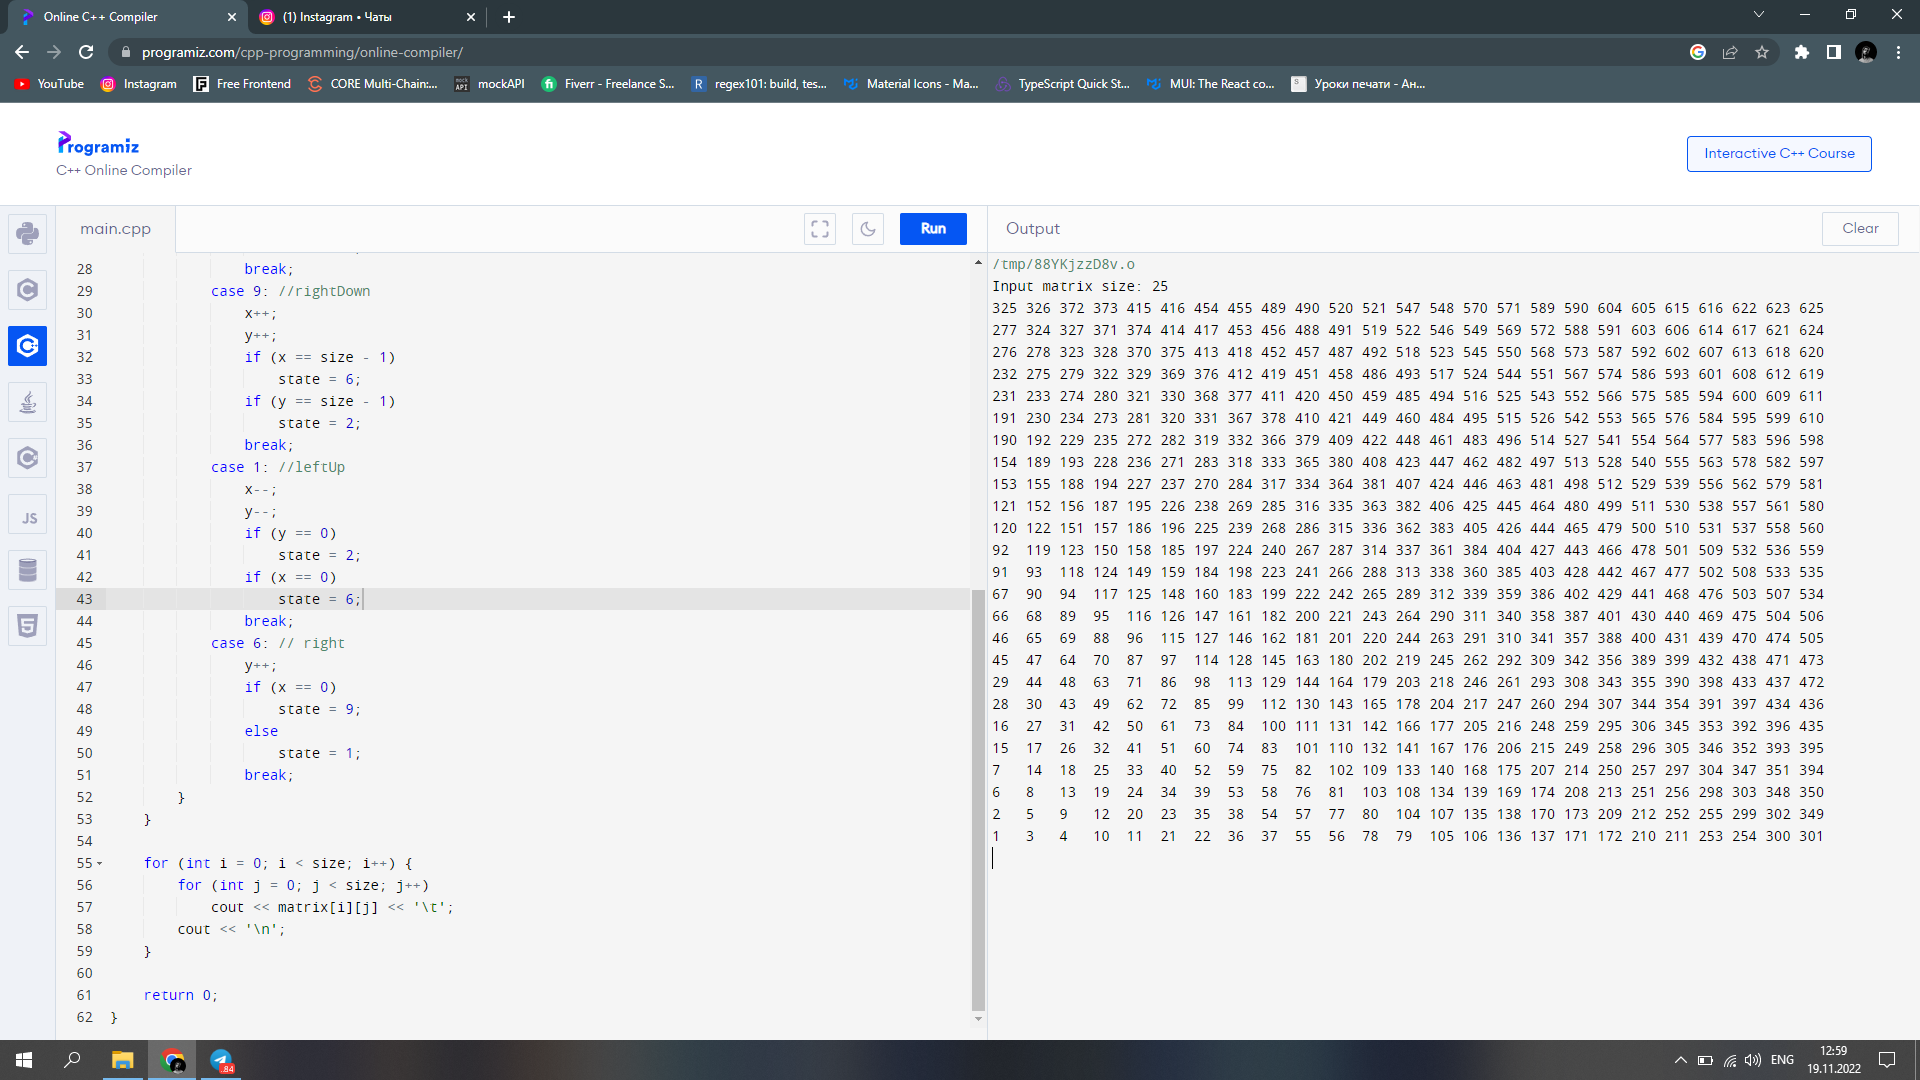 Online C++ Compiler
(1) Instagram • Чаты
programiz.com/cpp-programming/online-compiler/
YouTube
Instagram
Free Frontend
CORE Multi-Chain:...
mock API
mockAPI
Fiverr - Freelance S...
R
regex101: build, tes...
Material Icons - Ma...
TypeScript Quick St...
MUI: The React co...
Уроки печати - Ан...
Programiz
C++ Online Compiler
Interactive C++ Course
main.cpp
Run
Output
Clear
JS
28 break;
29 case 9: //rightDown
30 x++;
31 y++;
32 if (x == size - 1)
33 state = 6;
34 if (y == size - 1)
35 state = 2;
36 break;
37 case 1: //leftUp
38 x--;
39 y--;
40 if (y == 0)
41 state = 2;
42 if (x == 0)
43 state = 6;
44 break;
45 case 6: // right
46 y++;
47 if (x == 0)
48 state = 9;
49 else
50 state = 1;
51 break;
52 }
53 }
54
55 for (int i = 0; i < size; i++) {
56 for (int j = 0; j < size; j++)
57 cout << matrix[i][j] << '\t';
58 cout << '\n';
59 }
60
61 return 0;
62 }
/tmp/88YKjzzD8v.o
Input matrix size: 25
325 326 372 373 415 416 454 455 489 490 520 521 547 548 570 571 589 590 604 605 615 616 622 623 625
277 324 327 371 374 414 417 453 456 488 491 519 522 546 549 569 572 588 591 603 606 614 617 621 624
276 278 323 328 370 375 413 418 452 457 487 492 518 523 545 550 568 573 587 592 602 607 613 618 620
232 275 279 322 329 369 376 412 419 451 458 486 493 517 524 544 551 567 574 586 593 601 608 612 619
231 233 274 280 321 330 368 377 411 420 450 459 485 494 516 525 543 552 566 575 585 594 600 609 611
191 230 234 273 281 320 331 367 378 410 421 449 460 484 495 515 526 542 553 565 576 584 595 599 610
190 192 229 235 272 282 319 332 366 379 409 422 448 461 483 496 514 527 541 554 564 577 583 596 598
154 189 193 228 236 271 283 318 333 365 380 408 423 447 462 482 497 513 528 540 555 563 578 582 597
153 155 188 194 227 237 270 284 317 334 364 381 407 424 446 463 481 498 512 529 539 556 562 579 581
121 152 156 187 195 226 238 269 285 316 335 363 382 406 425 445 464 480 499 511 530 538 557 561 580
120 122 151 157 186 196 225 239 268 286 315 336 362 383 405 426 444 465 479 500 510 531 537 558 560
92 119 123 150 158 185 197 224 240 267 287 314 337 361 384 404 427 443 466 478 501 509 532 536 559
91 93 118 124 149 159 184 198 223 241 266 288 313 338 360 385 403 428 442 467 477 502 508 533 535
67 90 94 117 125 148 160 183 199 222 242 265 289 312 339 359 386 402 429 441 468 476 503 507 534
66 68 89 95 116 126 147 161 182 200 221 243 264 290 311 340 358 387 401 430 440 469 475 504 506
46 65 69 88 96 115 127 146 162 181 201 220 244 263 291 310 341 357 388 400 431 439 470 474 505
45 47 64 70 87 97 114 128 145 163 180 202 219 245 262 292 309 342 356 389 399 432 438 471 473
29 44 48 63 71 86 98 113 129 144 164 179 203 218 246 261 293 308 343 355 390 398 433 437 472
28 30 43 49 62 72 85 99 112 130 143 165 178 204 217 247 260 294 307 344 354 391 397 434 436
16 27 31 42 50 61 73 84 100 111 131 142 166 177 205 216 248 259 295 306 345 353 392 396 435
15 17 26 32 41 51 60 74 83 101 110 132 141 167 176 206 215 249 258 296 305 346 352 393 395
7 14 18 25 33 40 52 59 75 82 102 109 133 140 168 175 207 214 250 257 297 304 347 351 394
6 8 13 19 24 34 39 53 58 76 81 103 108 134 139 169 174 208 213 251 256 298 303 348 350
2 5 9 12 20 23 35 38 54 57 77 80 104 107 135 138 170 173 209 212 252 255 299 302 349
1 3 4 10 11 21 22 36 37 55 56 78 79 105 106 136 137 171 172 210 211 253 254 300 301
84
ENG
12:59
19.11.2022